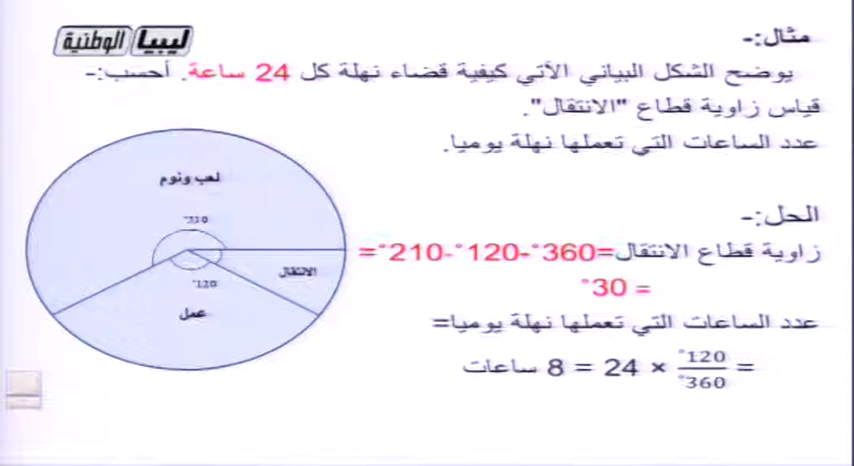 ليبيا الوطنية
مثال:-
يوضح الشكل البياني الآتي كيفية قضاء نهلة كل 24 ساعة. أحسب:-
قياس زاوية قطاع "الانتقال".
عدد الساعات التي تعملها نهلة يوميا.
الحل:-
زاوية قطاع الانتقال=360°-120°-210°=
= 30°
عدد الساعات التي تعملها نهلة يوميا=
= 120°/360° × 24 = 8 ساعات
لعب ونوم
210°
الانتقال
120°
عمل